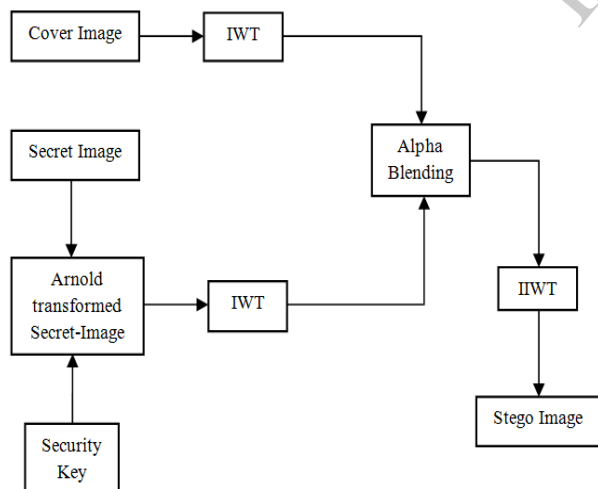 Cover Image
IWT
Secret Image
Alpha
Blending
Arnold
transformed
Secret-Image
IWT
IIWT
Stego Image
Security
Key